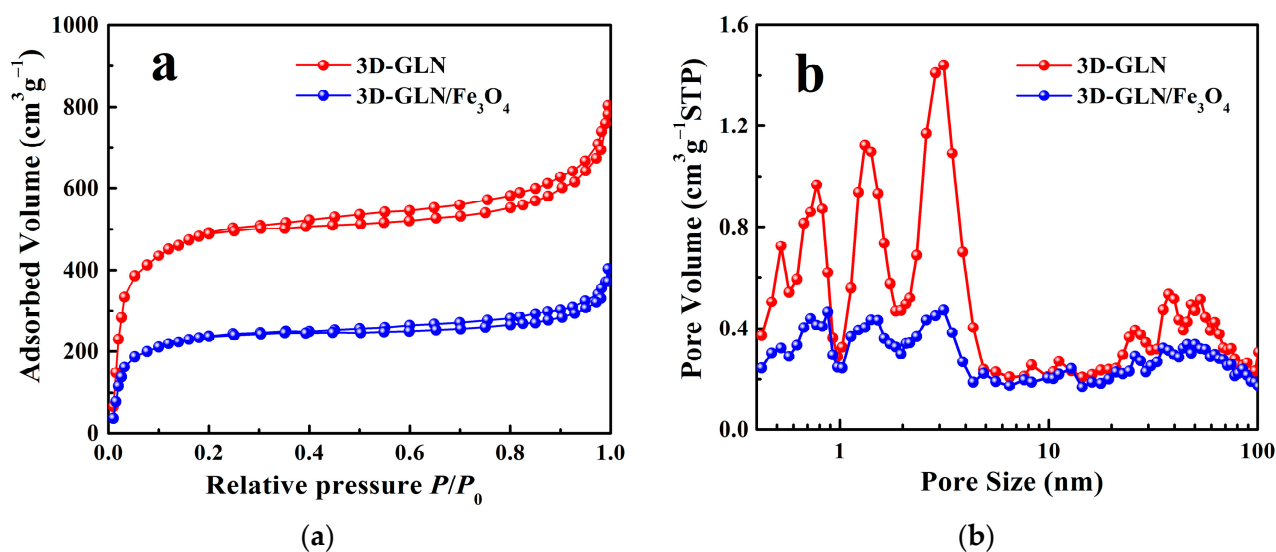 a
3D-GLN
3D-GLN/Fe₃O₄
Adsorbed Volume (cm³g⁻¹)
1000
800
600
400
200
0
0.0 0.2 0.4 0.6 0.8 1.0
Relative pressure P/P₀
(a)
b
3D-GLN
3D-GLN/Fe₃O₄
Pore Volume (cm³g⁻¹STP)
1.6
1.2
0.8
0.4
0.0
1 10 100
Pore Size (nm)
(b)